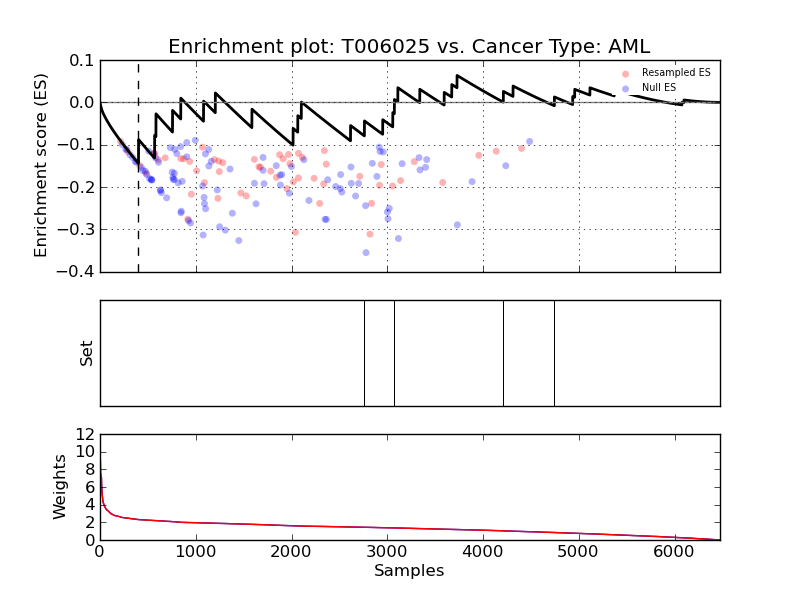 Enrichment plot: T006025 vs. Cancer Type: AML
Enrichment score (ES)
0.1
0.0
−0.1
−0.2
−0.3
−0.4
Resampled ES
Null ES
Set
Weights
12
10
8
6
4
2
0
0 1000 2000 3000 4000 5000 6000
Samples